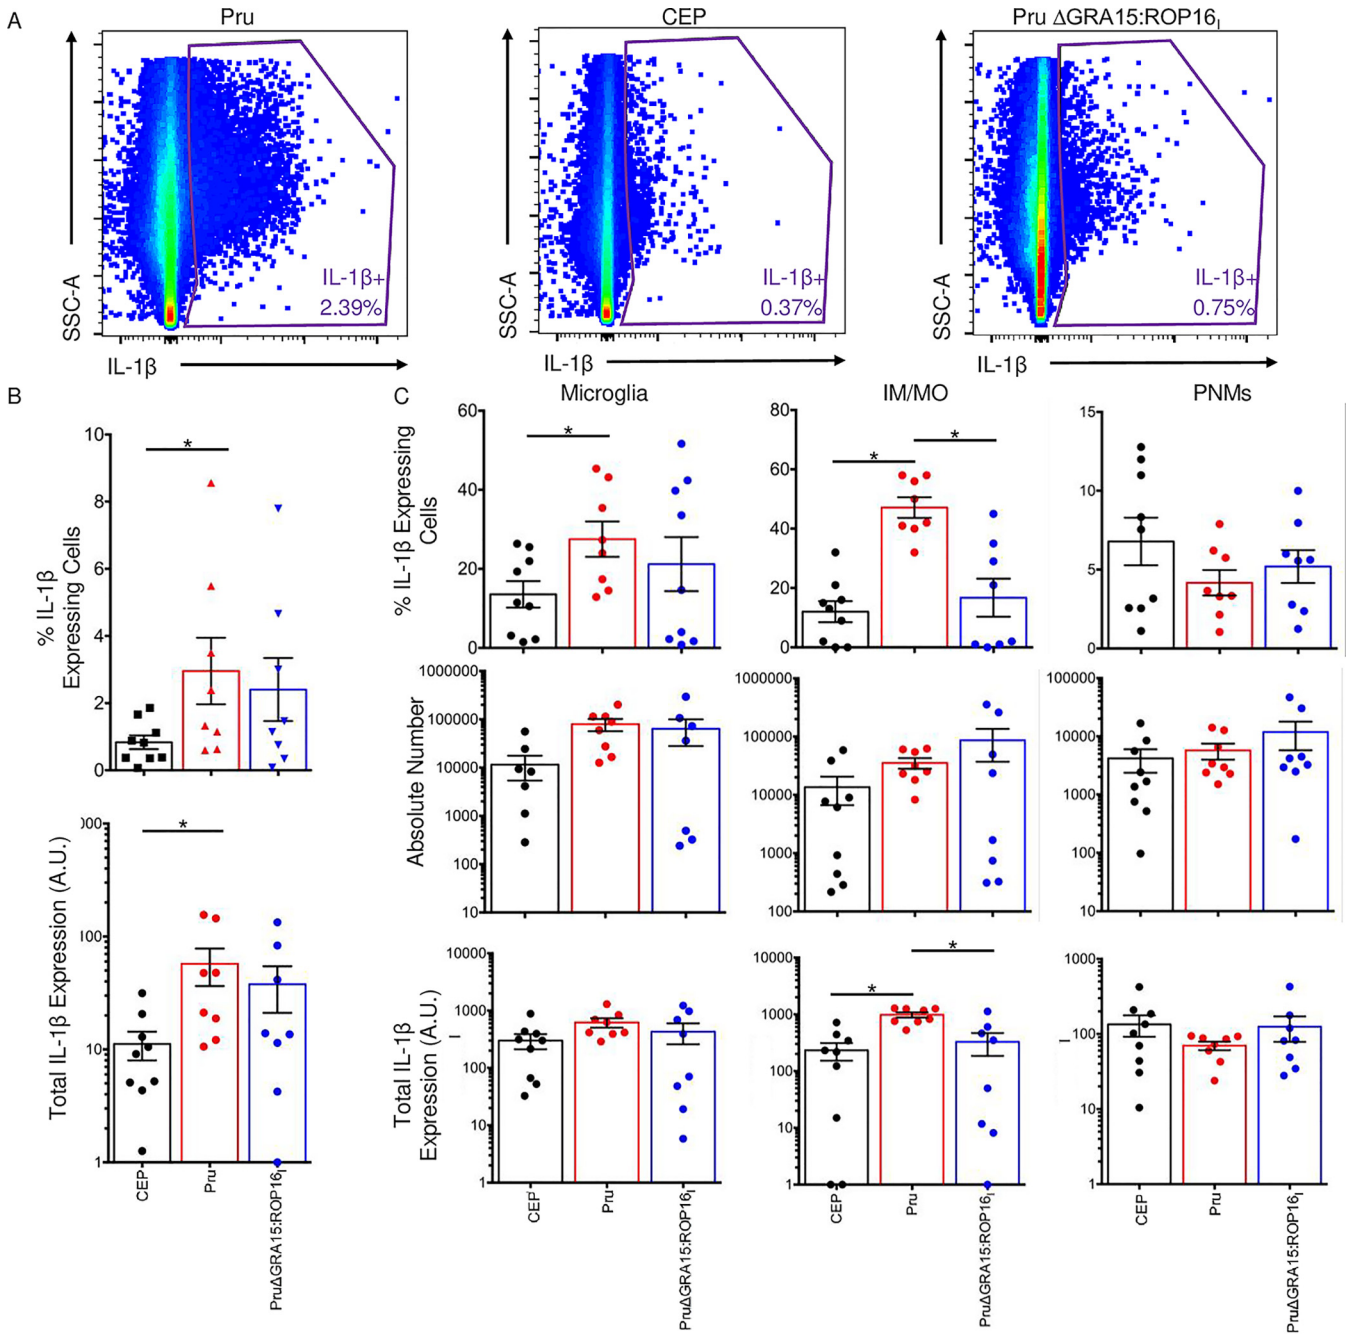 A
Pru
CEP
Pru ΔGRA15:ROP16I
SSC-A
IL-1β+
2.39%
IL-1β
SSC-A
IL-1β+
0.37%
IL-1β
SSC-A
IL-1β+
0.75%
IL-1β
B
% IL-1β
Expressing Cells
10
8
6
4
2
0
*
Total IL-1β Expression (A.U.)
00
100
10
1
*
CEP
Pru
PruΔGRA15:ROP16I
C
Microglia
IM/MO
PNMs
% IL-1β Expressing
Cells
60
40
20
0
*
80
60
40
20
0
*
*
15
10
5
0
Absolute Number
1000000
100000
10000
1000
100
10
1000000
100000
10000
1000
100
100000
10000
1000
100
10
Total IL-1β
Expression (A.U.)
10000
1000
100
10
1
10000
1000
100
10
1
*
*
1000
100
10
1
CEP
Pru
PruΔGRA15:ROP16I
CEP
Pru
PruΔGRA15:ROP16I
CEP
Pru
PruΔGRA15:ROP16I